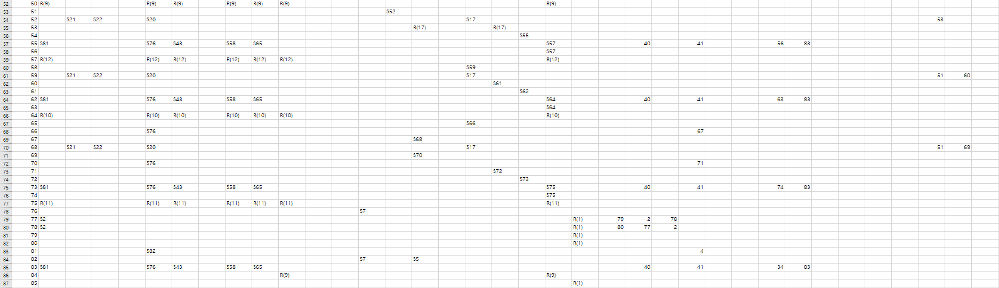 52 50 R(9) R(9) R(9) R(9) R(9) R(9) R(9)
53 51 S52
54 52 S21 S22 S20 S17 53
55 53 R(17) R(17)
56 54 S55
57 55 S81 S76 S43 S58 S65 S57 40 41 56 83
58 56 S57
59 57 R(12) R(12) R(12) R(12) R(12) R(12) R(12)
60 58 S59
61 59 S21 S22 S20 S17 51 60
62 60 S61
63 61 S62
64 62 S81 S76 S43 S58 S65 S64 40 41 63 83
65 63 S64
66 64 R(10) R(10) R(10) R(10) R(10) R(10) R(10)
67 65 S66
68 66 S76 67
69 67 S68
70 68 S21 S22 S20 S17 51 69
71 69 S70
72 70 S76 71
73 71 S72
74 72 S73
75 73 S81 S76 S43 S58 S65 S75 40 41 74 83
76 74 S75
77 75 R(11) R(11) R(11) R(11) R(11) R(11) R(11)
78 76 S7
79 77 S2 R(1) 79 2 78
80 78 S2 R(1) 80 77 2
81 79 R(1)
82 80 R(1)
83 81 S82 4
84 82 S7 S5
85 83 S81 S76 S43 S58 S65 40 41 34 83
86 84 R(9) R(9)
87 85 R(1)